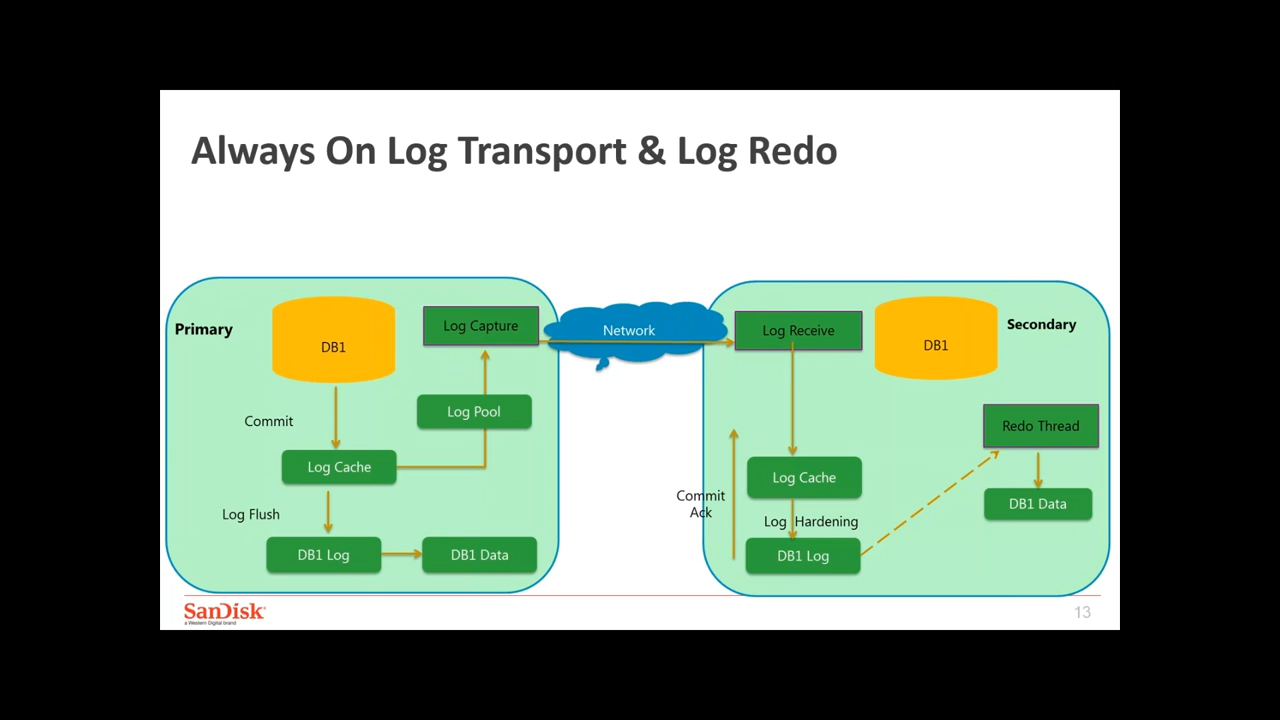 Always On Log Transport & Log Redo
Primary
DB1
Log Capture
Network
Log Receive
DB1
Secondary
Log Pool
Commit
Log Cache
Redo Thread
Log Cache
Commit
Ack
Log Flush
Log Hardening
DB1 Data
DB1 Log
DB1 Data
DB1 Log
SanDisk
a Western Digital brand
13